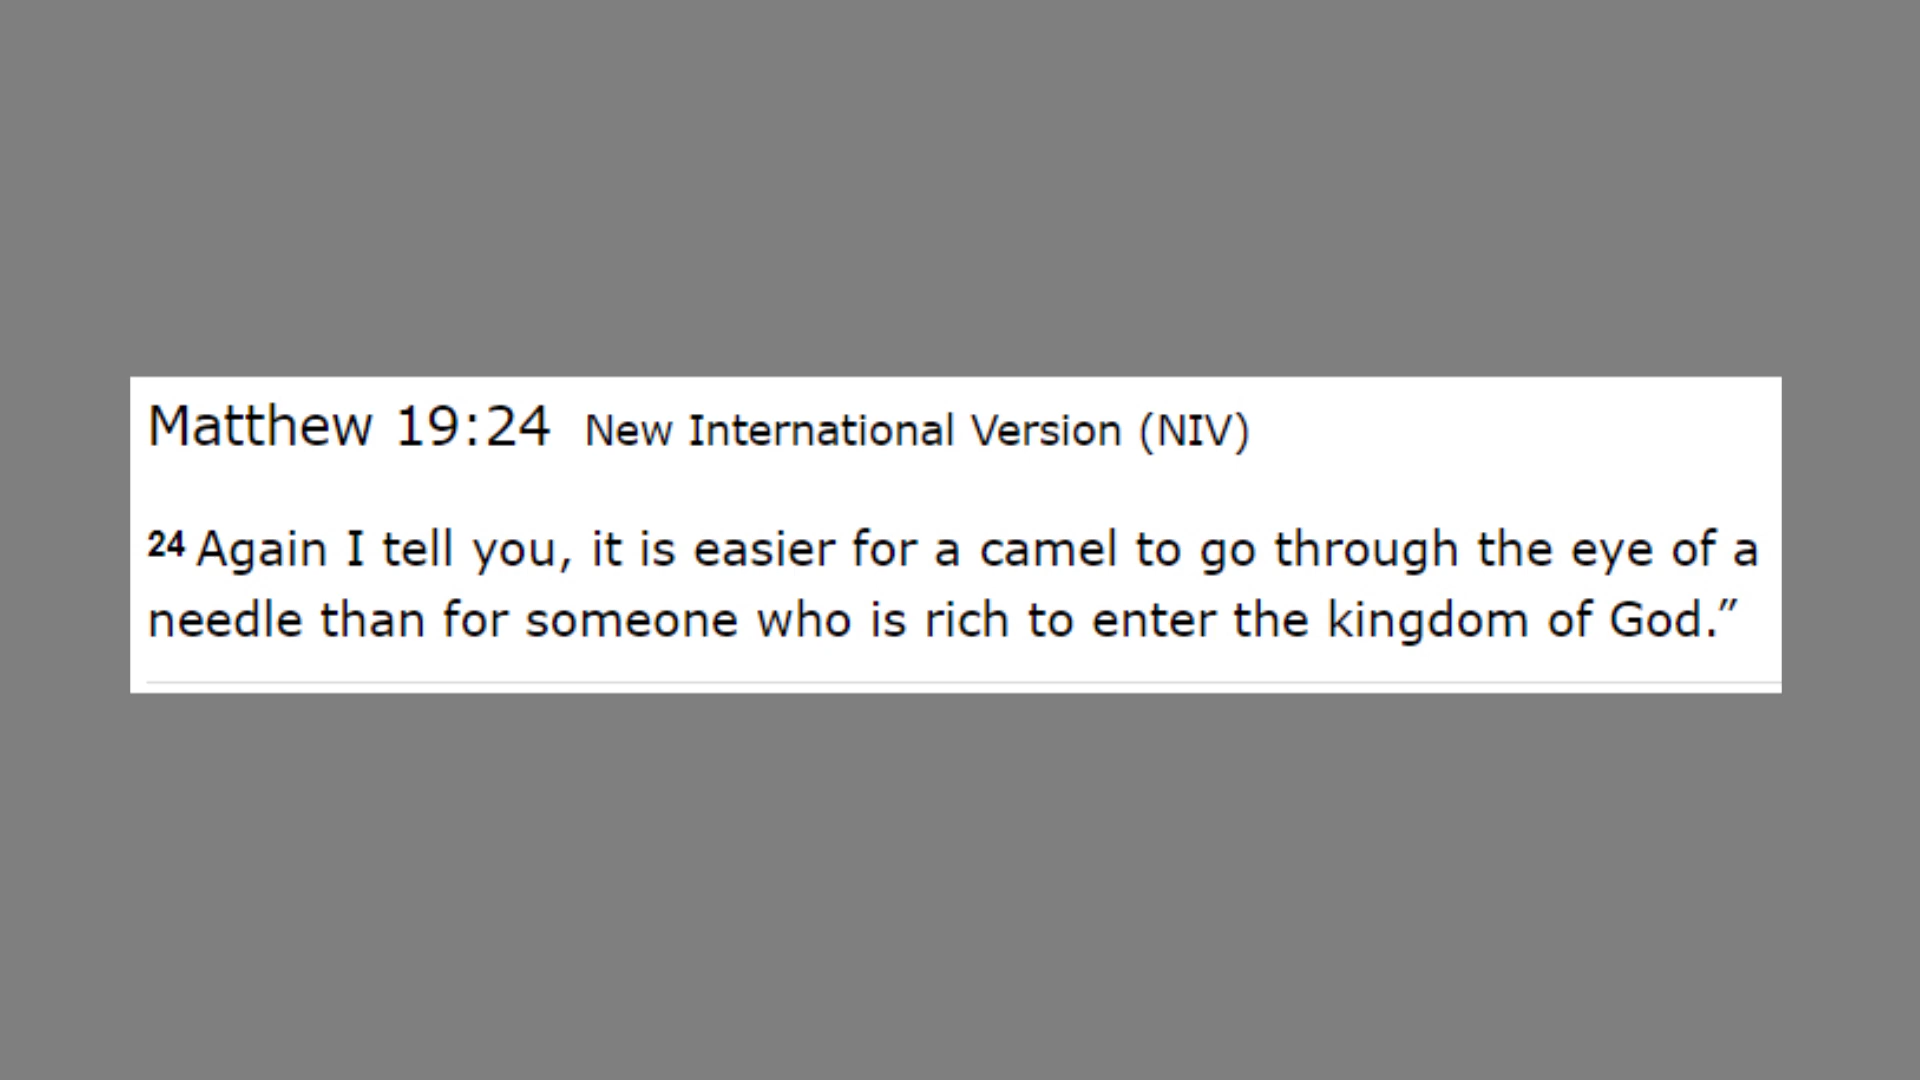 Matthew 19:24 New International Version (NIV)
24 Again I tell you, it is easier for a camel to go through the eye of a
needle than for someone who is rich to enter the kingdom of God.”